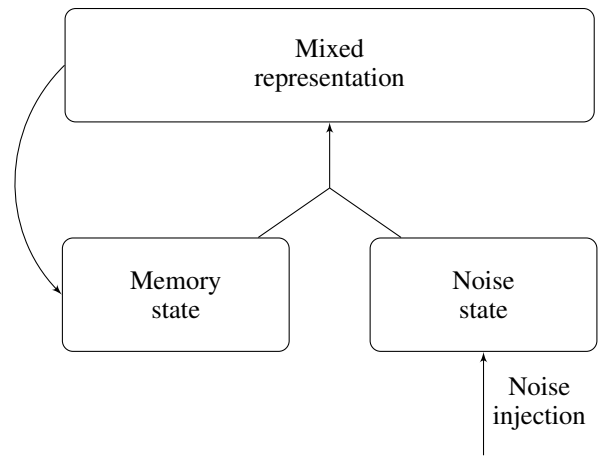 Mixed
representation
Memory
state
Noise
state
Noise
injection